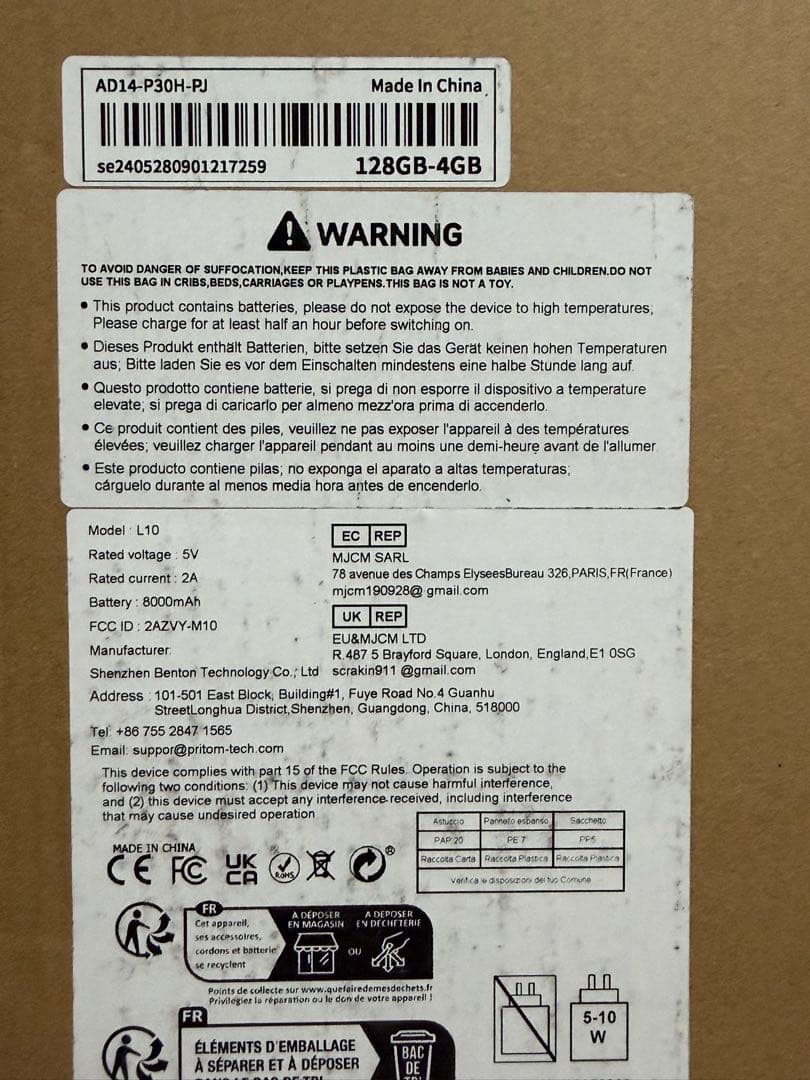 AD14-P30H-PJ Made In China
se2405280901217259 128GB-4GB
WARNING
TO AVOID DANGER OF SUFFOCATION,KEEP THIS PLASTIC BAG AWAY FROM BABIES AND CHILDREN.DO NOT
USE THIS BAG IN CRIBS,BEDS,CARRIAGES OR PLAYPENS.THIS BAG IS NOT A TOY.
• This product contains batteries, please do not expose the device to high temperatures;
Please charge for at least half an hour before switching on.
• Dieses Produkt enthält Batterien, bitte setzen Sie das Gerät keinen hohen Temperaturen
aus; Bitte laden Sie es vor dem Einschalten mindestens eine halbe Stunde lang auf.
• Questo prodotto contiene batterie, si prega di non esporre il dispositivo a temperature
elevate; si prega di caricarlo per almeno mezz'ora prima di accenderlo.
• Ce produit contient des piles, veuillez ne pas exposer l'appareil à des températures
élevées; veuillez charger l'appareil pendant au moins une demi-heure avant de l'allumer
• Este producto contiene pilas; no exponga el aparato a altas temperaturas;
cárguelo durante al menos media hora antes de encenderlo.
Model : L10
Rated voltage : 5V
Rated current : 2A
Battery : 8000mAh
FCC ID : 2AZVY-M10
Manufacturer:
Shenzhen Benton Technology Co.; Ltd
EC REP
MJCM SARL
78 avenue des Champs ElyseesBureau 326,PARIS,FR(France)
mjcm190928@ gmail.com
UK REP
EU&MJCM LTD
R.487 5 Brayford Square, London, England,E1 0SG
scrakin911 @gmail.com
Address : 101-501 East Block, Building#1, Fuye Road No.4 Guanhu
StreetLonghua District,Shenzhen, Guangdong, China, 518000
Tel: +86 755 2847 1565
Email: suppor@pritom-tech.com
This device complies with part 15 of the FCC Rules. Operation is subject to the
following two conditions: (1) This device may not cause harmful interference,
and (2) this device must accept any interference received, including interference
that may cause undesired operation
Astuccio Panneto espanso Sacchetto
PAP 20 PE 7 PP5
Raccolta Carta Raccolta Plastica Raccolta Plastica
Verifica le disposizioni del tuo Comune
MADE IN CHINA
CE FC UK CA RoHS ®
FR
Cet appareil,
ses accessoires,
cordons et batterie
se recyclent
À DÉPOSER
EN MAGASIN
OU
À DÉPOSER
EN DÉCHÈTERIE
Points de collecte sur www.quefairedemesdechets.fr
Privilégiez la réparation ou le don de votre appareil !
FR
ÉLÉMENTS D'EMBALLAGE
À SÉPARER ET À DÉPOSER
DANS LE BAC DE TRI
BAC
DE
TRI
5-10
W